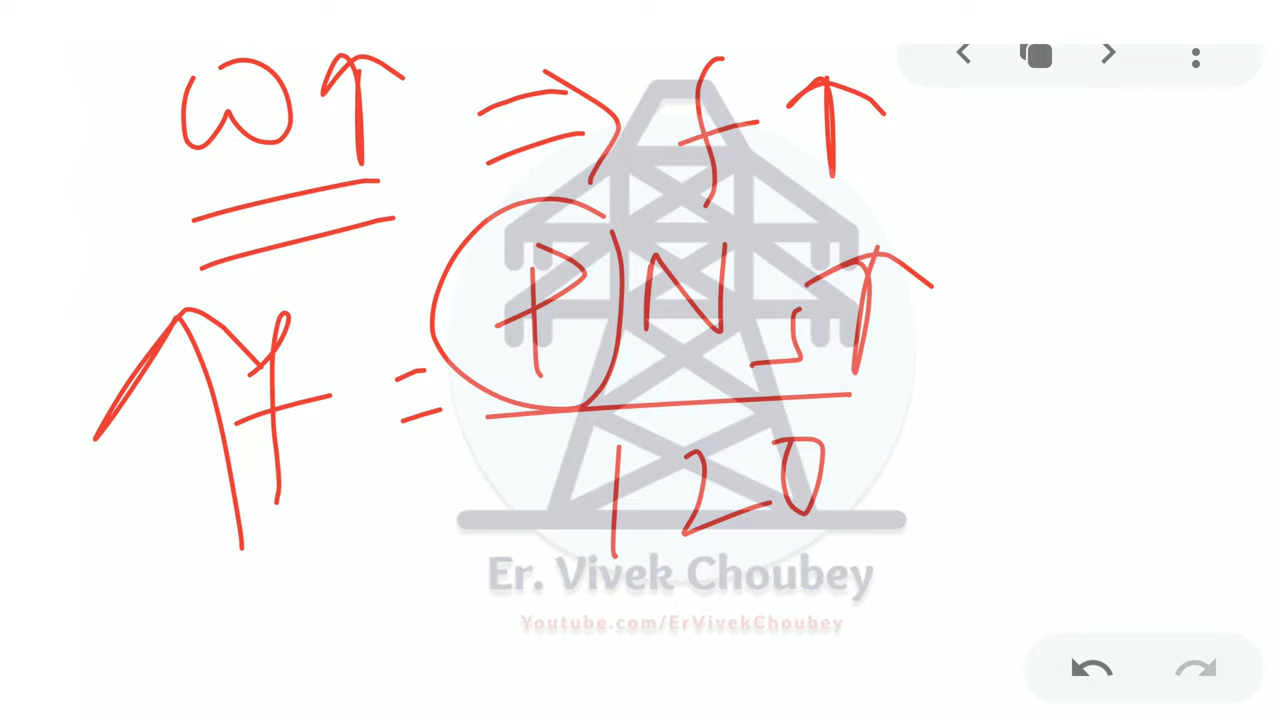 ω↑ ⇒ f↑
↑f = PNs↑
120
Er. Vivek Choubey
Youtube.com/ErVivekChoubey